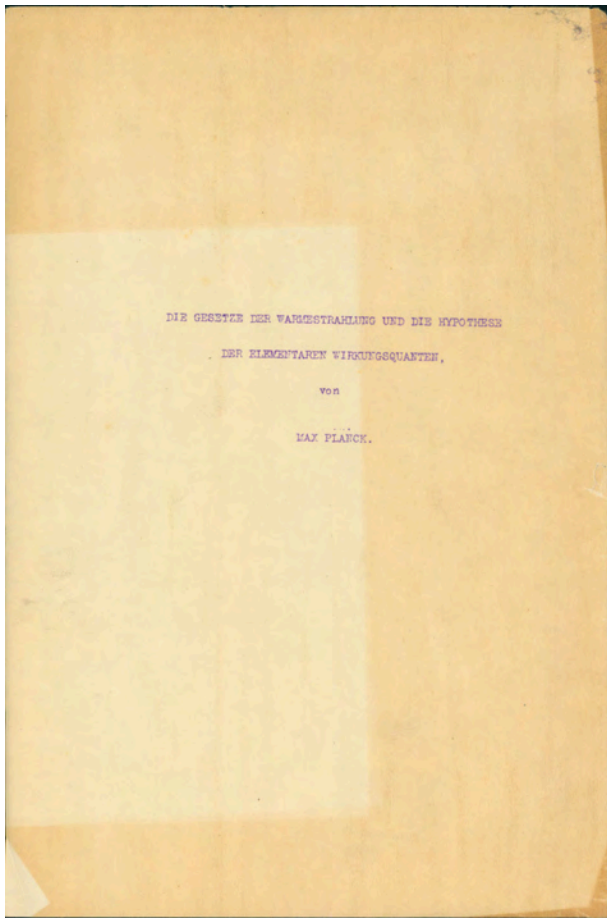 DIE GESETZE DER WARMESTRAHLUNG UND DIE HYPOTHESE
DER ELEMENTAREN WIRKUNGSQUANTEN,
von
MAX PLANCK.